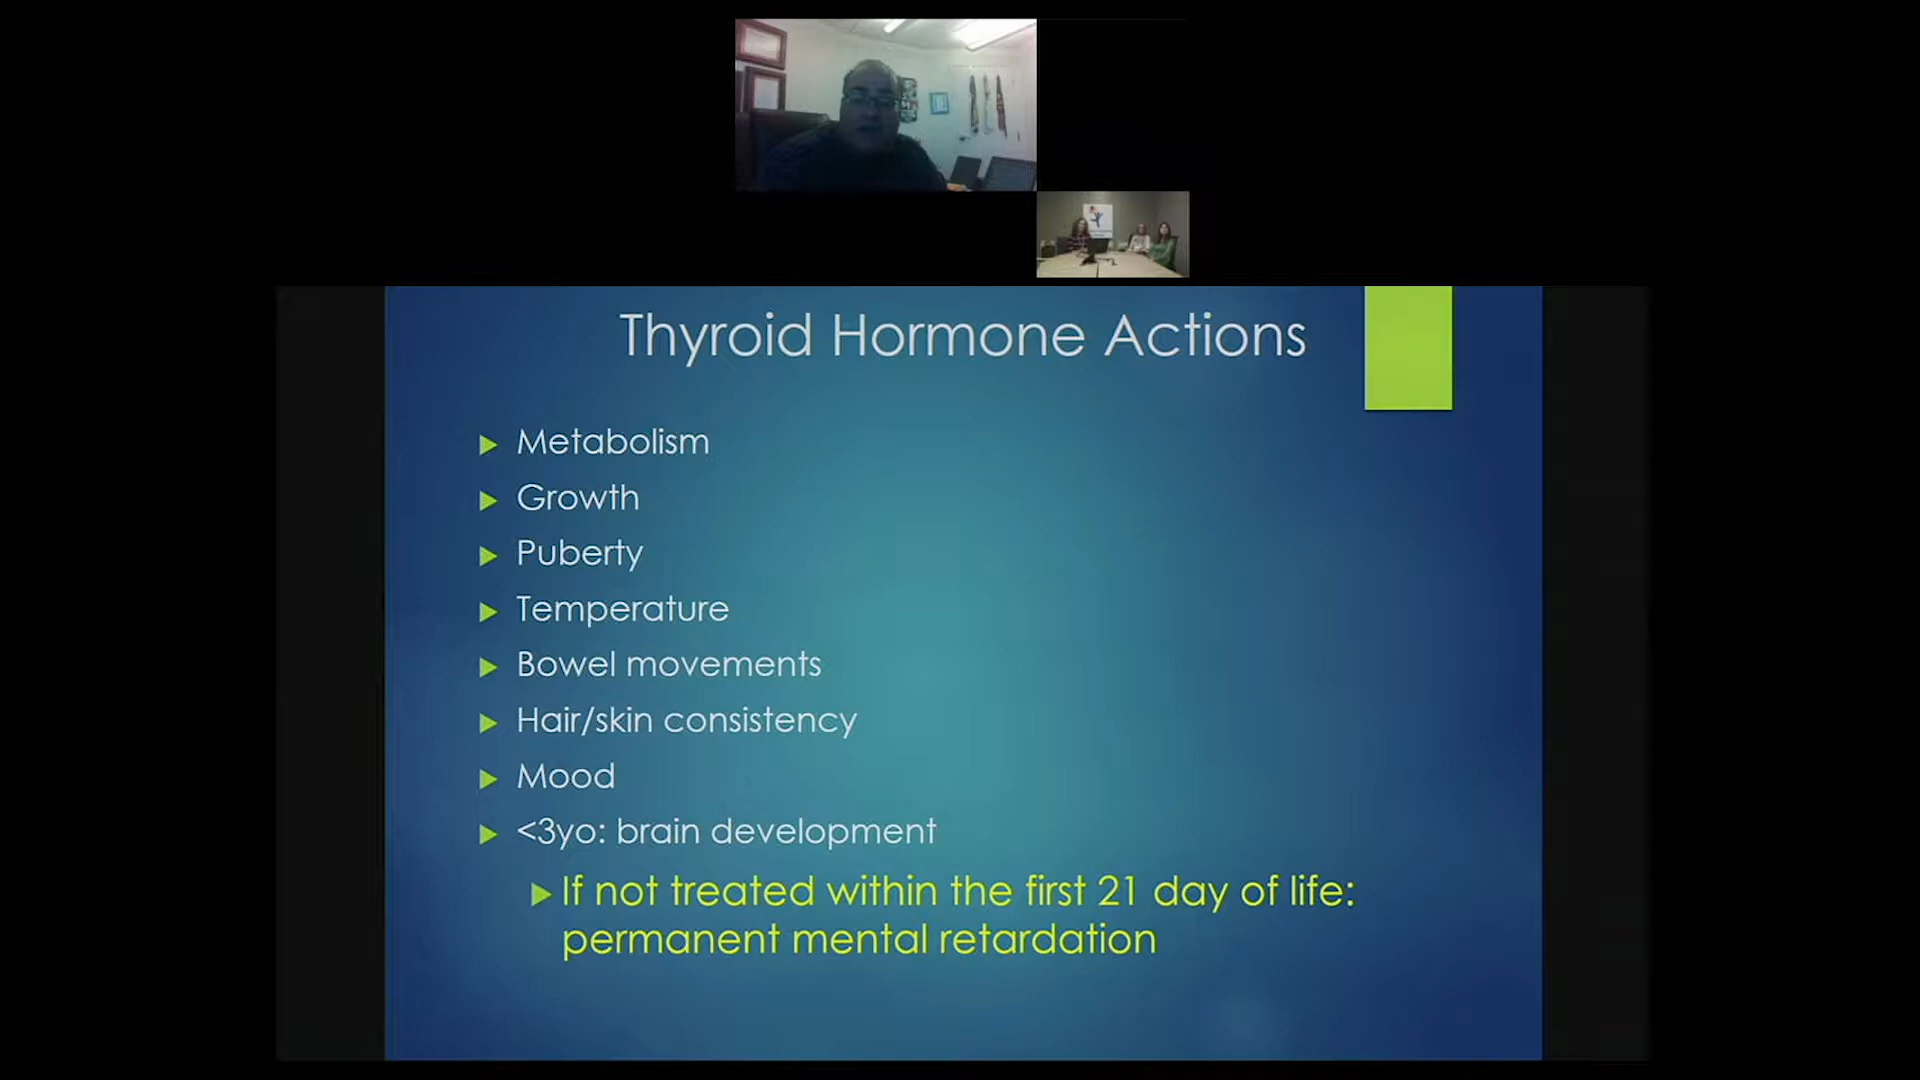 Thyroid Hormone Actions
Metabolism
Growth
Puberty
Temperature
Bowel movements
Hair/skin consistency
Mood
<3yo: brain development
If not treated within the first 21 day of life:
permanent mental retardation